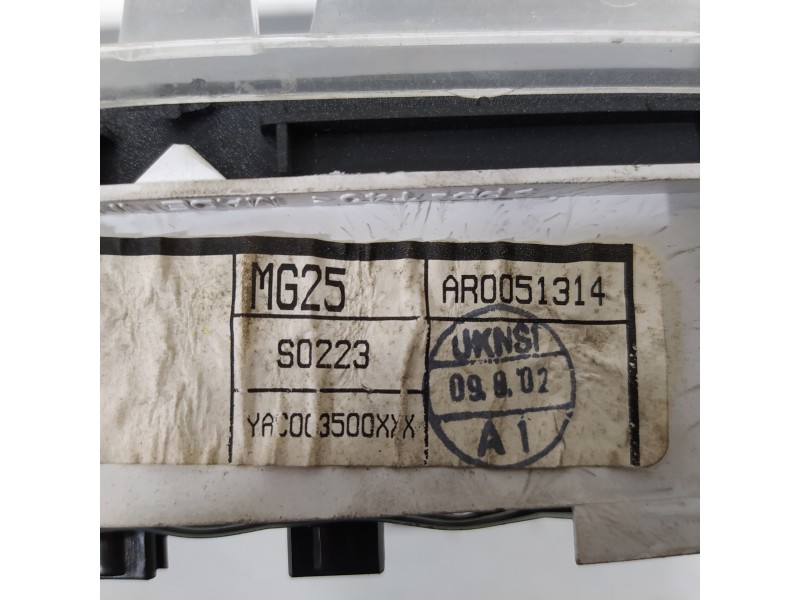 MG25
AR0051314
S0223
YAC003500XXX
UKNSI
09.8.'02
A1